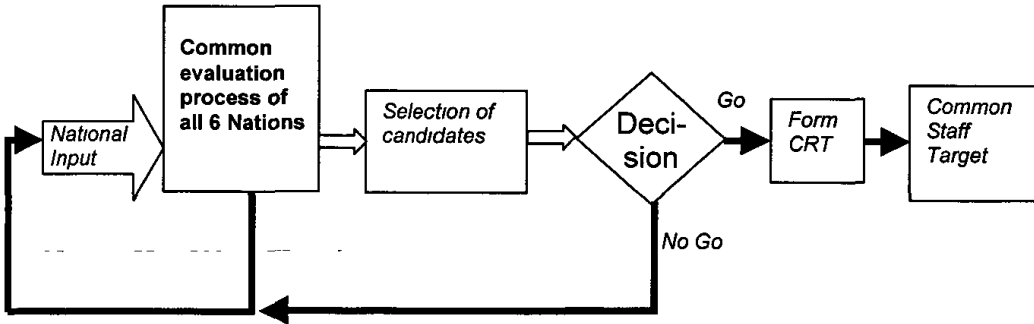 National
Input
Common
evaluation
process of
all 6 Nations
Selection of
candidates
Deci-
sion
Go
No Go
Form
CRT
Common
Staff
Target